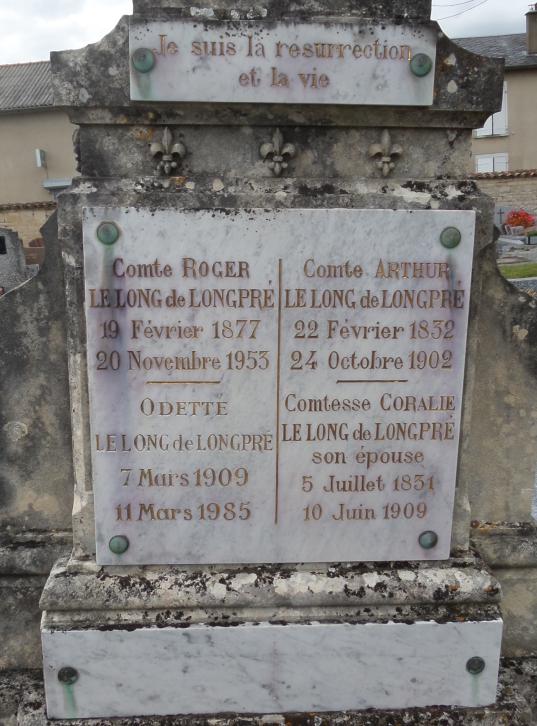 Je suis la résurrection
et la vie
Comte ROGER
LE LONG de LONGPRÉ
19 Février 1877
20 Novembre 1953
ODETTE
LE LONG de LONGPRÉ
7 Mars 1909
11 Mars 1985
Comte ARTHUR
LE LONG de LONGPRÉ
22 Février 1832
24 Octobre 1902
Comtesse CORALIE
LE LONG de LONGPRÉ
son épouse
5 Juillet 1831
10 Juin 1909